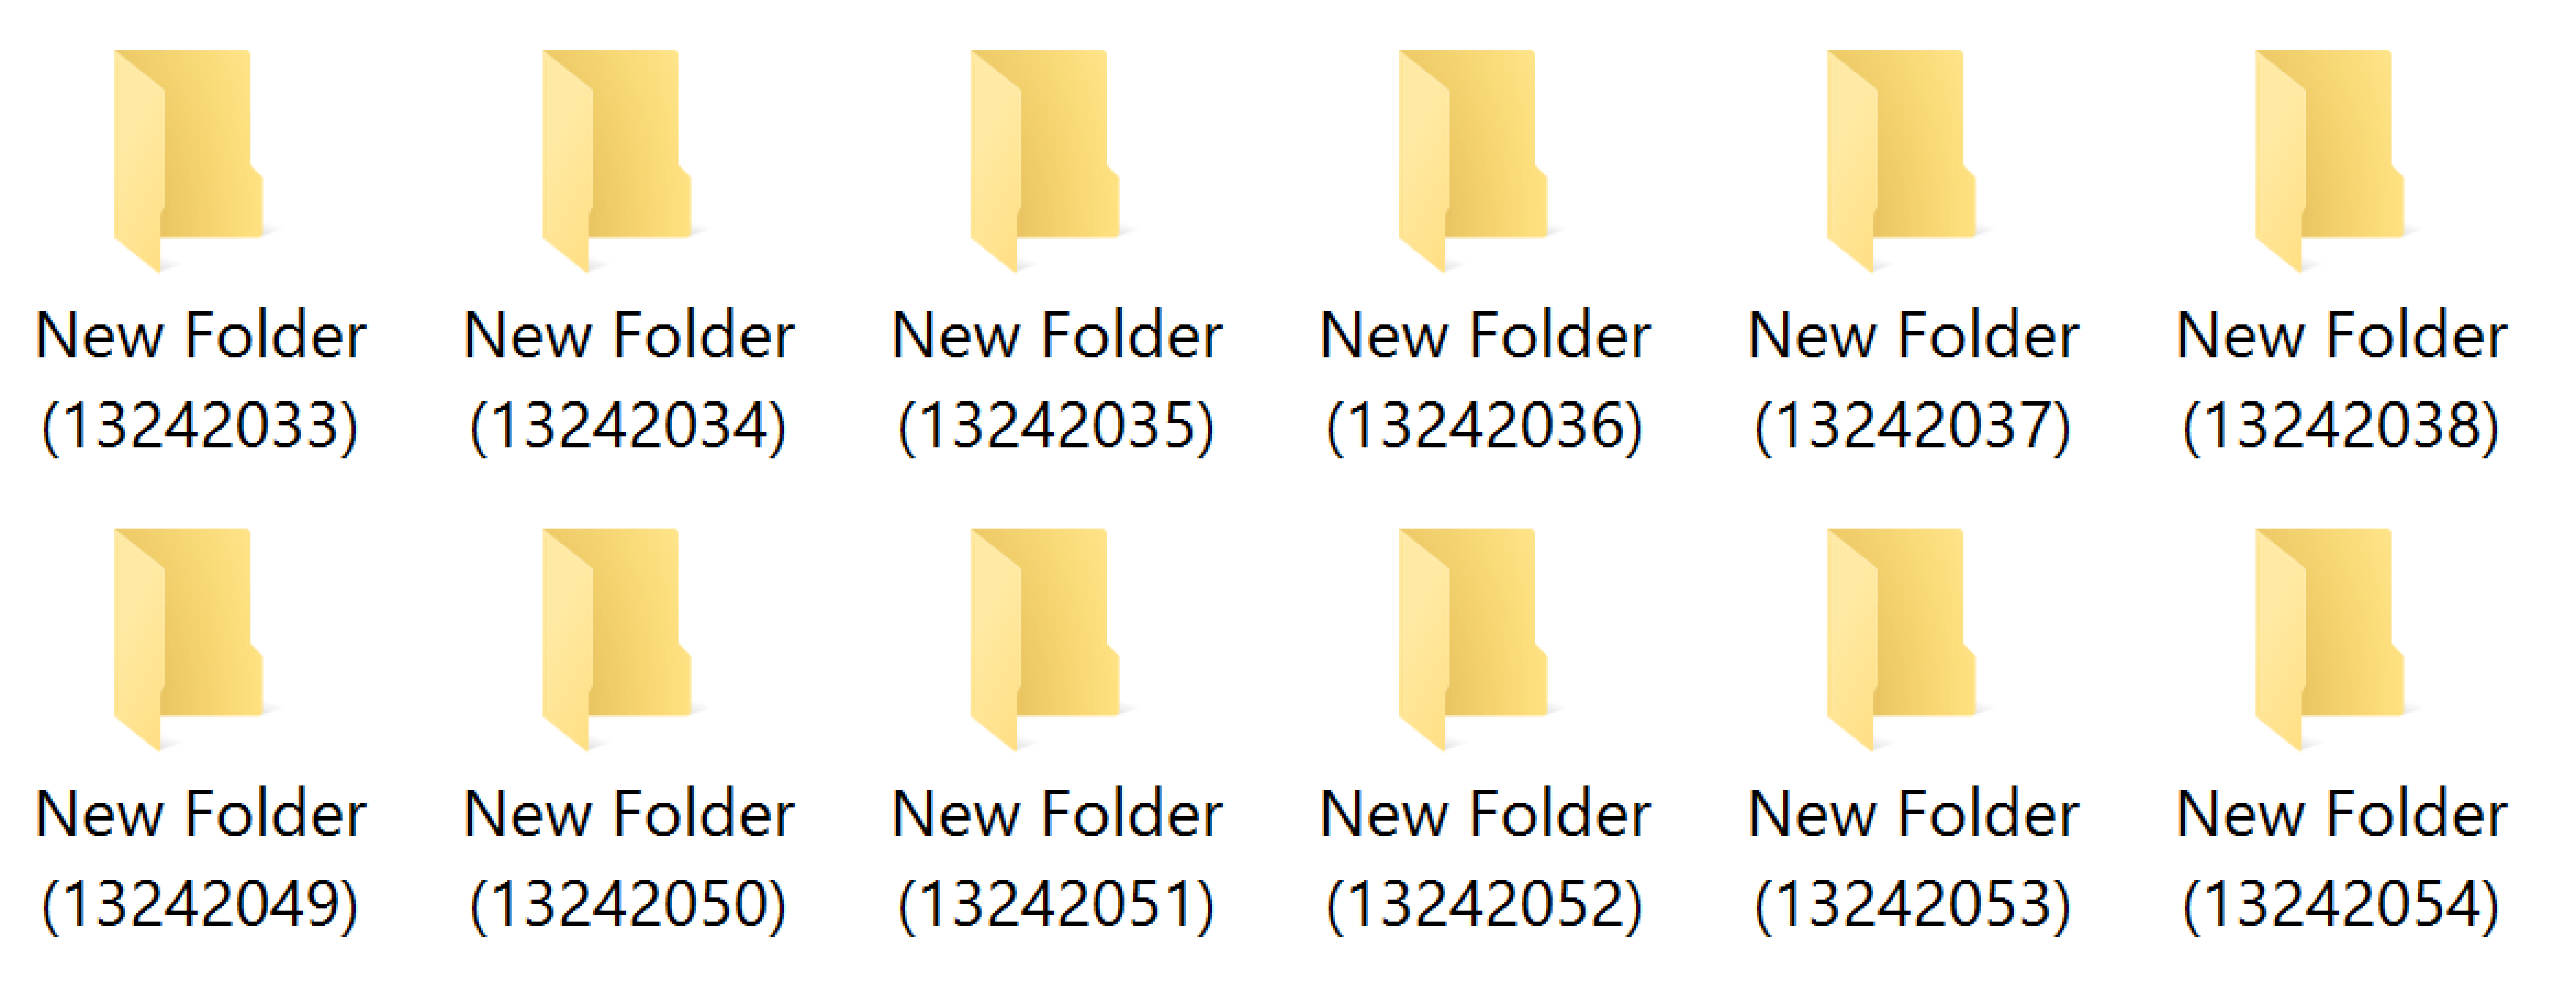 New Folder
(13242033)
New Folder
(13242034)
New Folder
(13242035)
New Folder
(13242036)
New Folder
(13242037)
New Folder
(13242038)
New Folder
(13242049)
New Folder
(13242050)
New Folder
(13242051)
New Folder
(13242052)
New Folder
(13242053)
New Folder
(13242054)